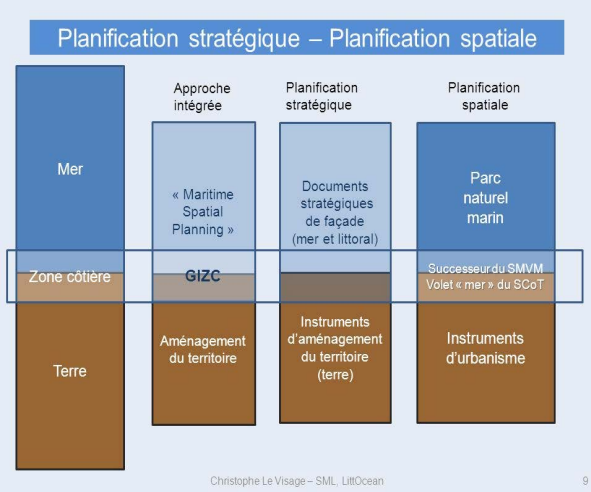 Planification stratégique – Planification spatiale
Approche
intégrée
Planification
stratégique
Planification
spatiale
Mer
« Maritime
Spatial
Planning »
Documents
stratégiques
de façade
(mer et littoral)
Parc
naturel
marin
Zone côtière
GIZC
Successeur du SMVM
Volet « mer » du SCoT
Terre
Aménagement
du territoire
Instruments
d'aménagement
du territoire
(terre)
Instruments
d'urbanisme
Christophe Le Visage – SML, LittOcean
9